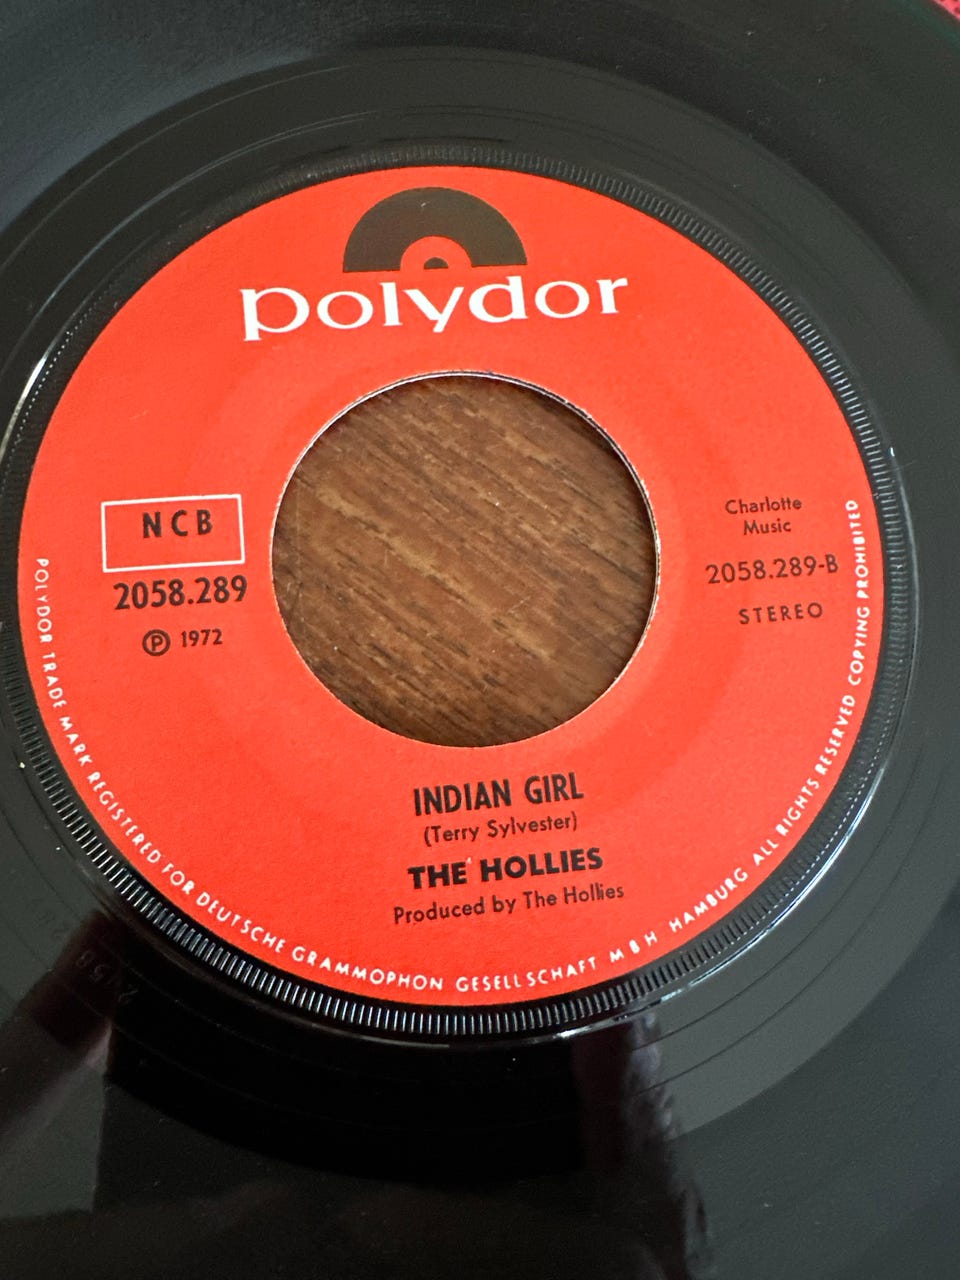 polydor
NCB
2058.289
℗ 1972
Charlotte
Music
2058.289-B
STEREO
INDIAN GIRL
(Terry Sylvester)
THE HOLLIES
Produced by The Hollies
POLYDOR TRADE MARK REGISTERED FOR DEUTSCHE GRAMMOPHON GESELLSCHAFT MBH HAMBURG ALL RIGHTS RESERVED COPYING PROHIBITED